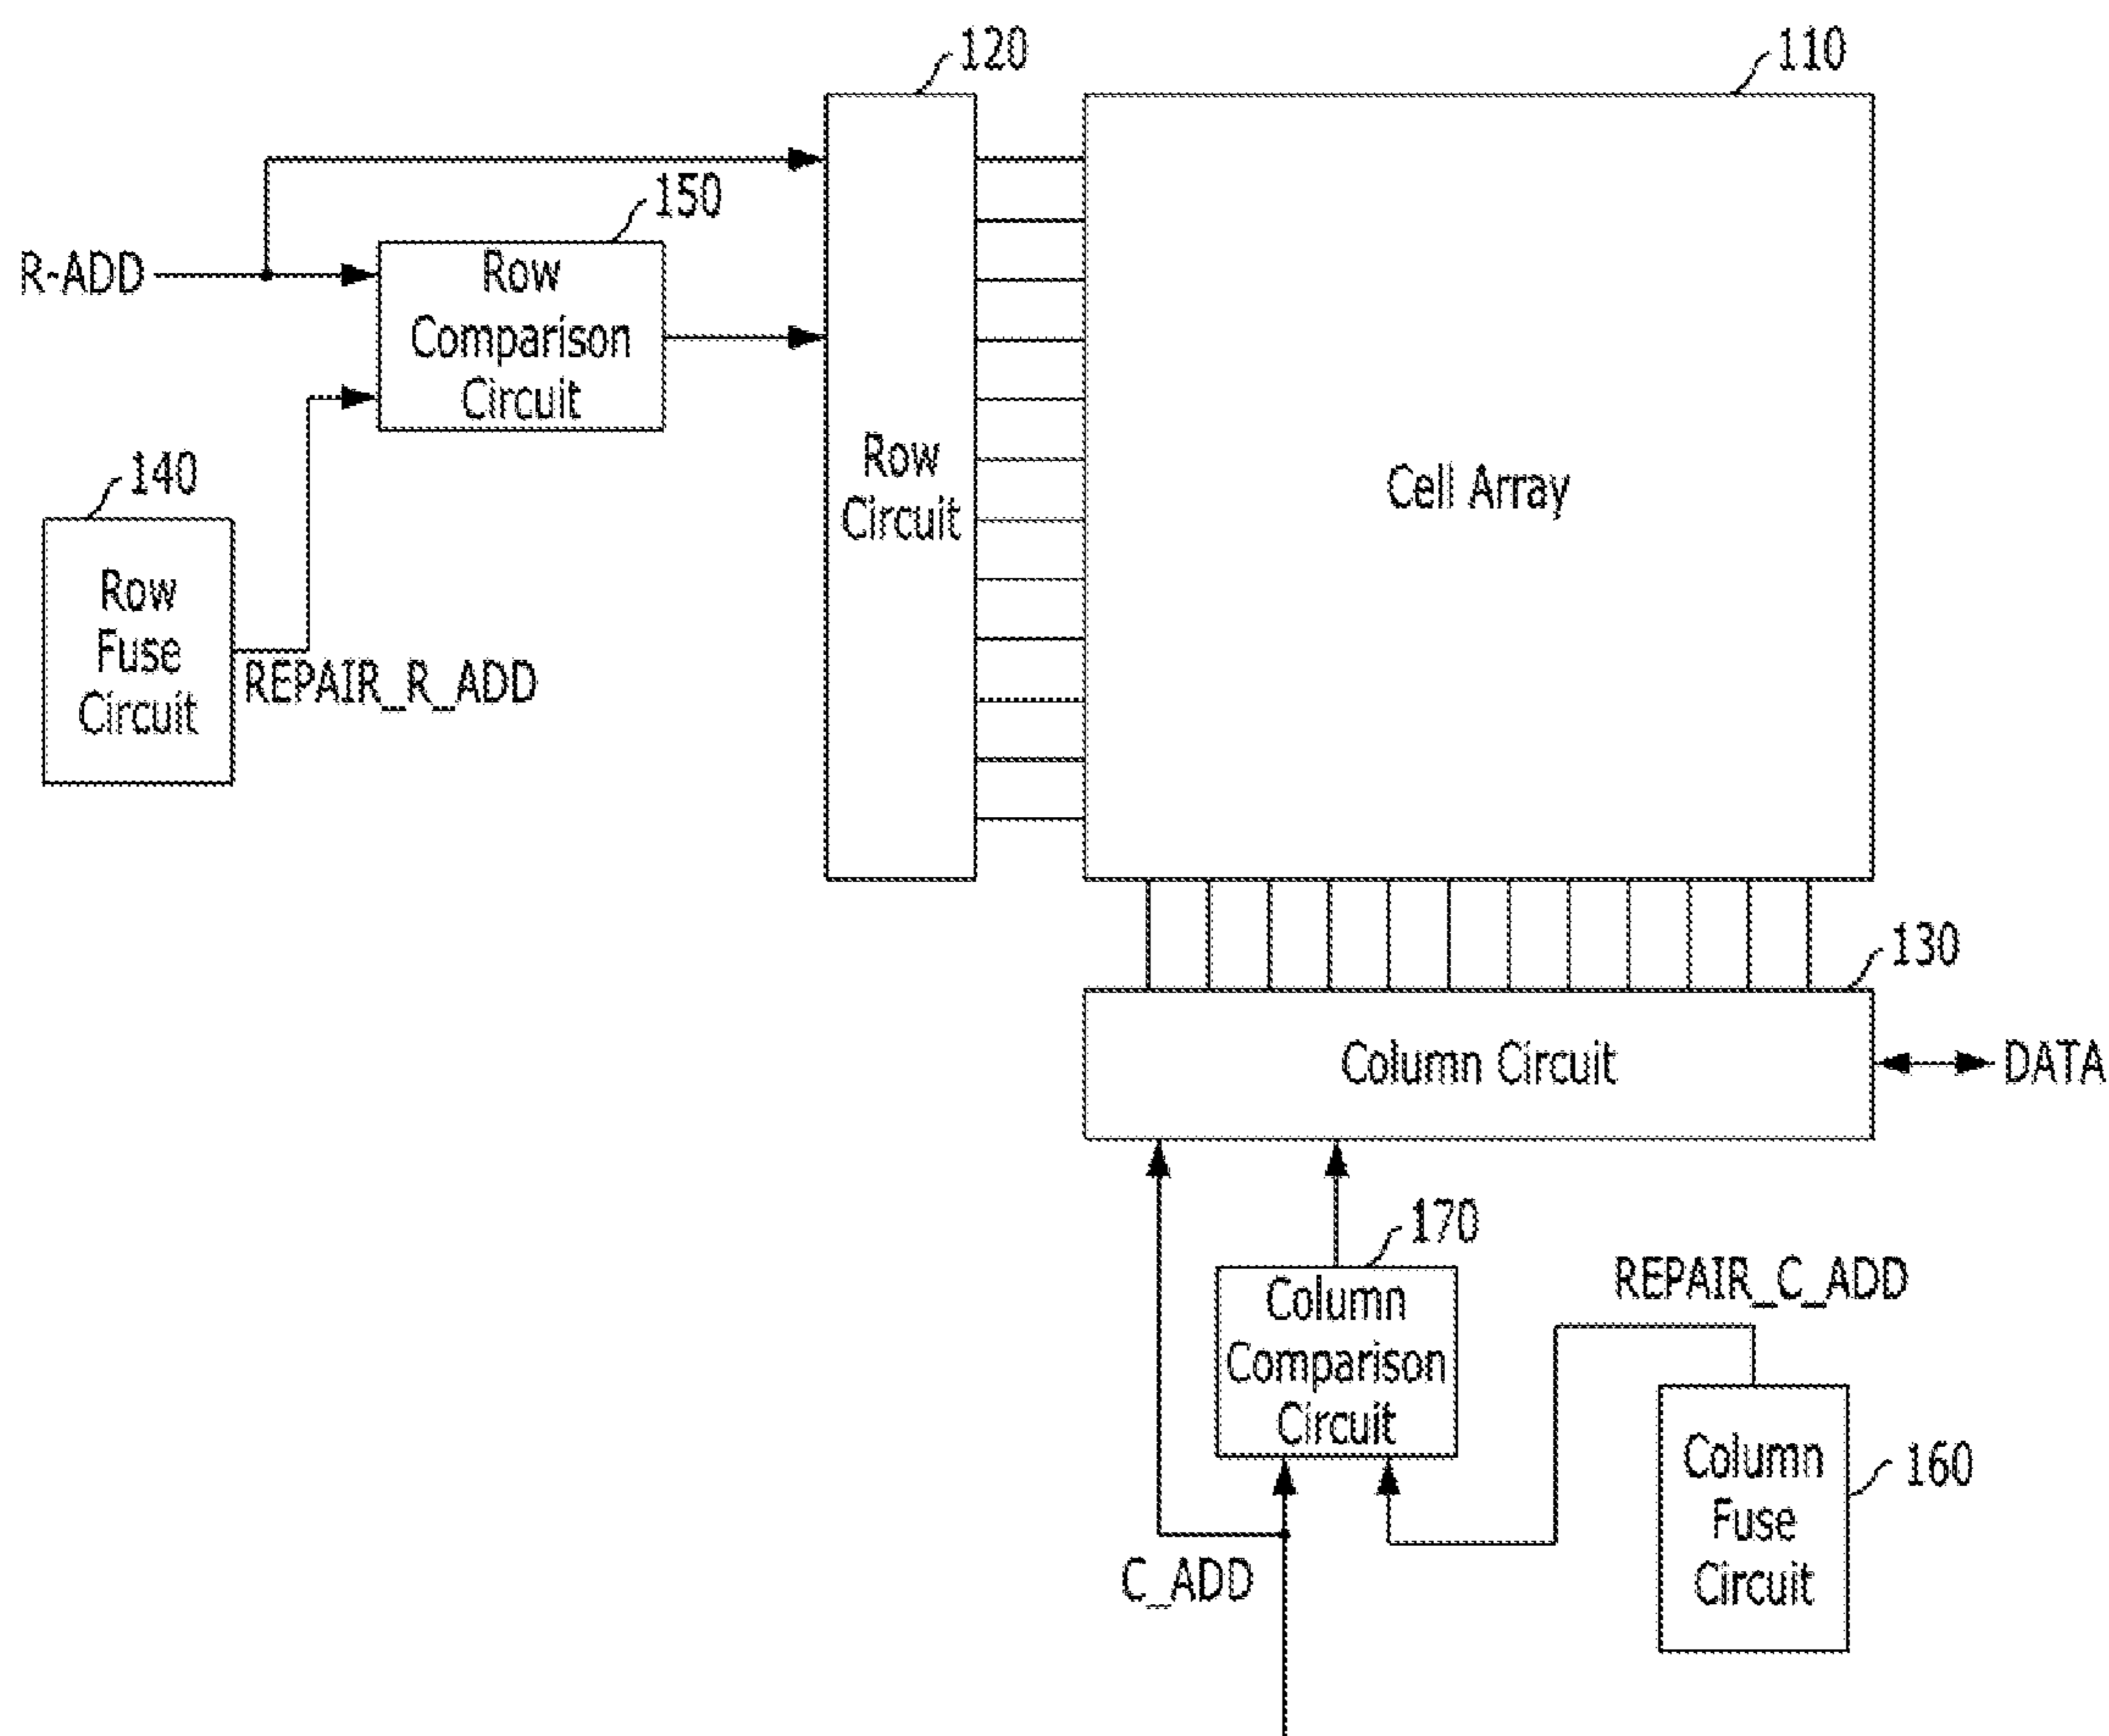 120
110
150
R-ADD
Row
Comparison
Circuit
140
Row
Fuse
Circuit
REPAIR_R_ADD
Row
Circuit
Cell Array
130
Column Circuit
DATA
170
REPAIR_C_ADD
Column
Comparison
Circuit
Column
Fuse
Circuit
160
C_ADD